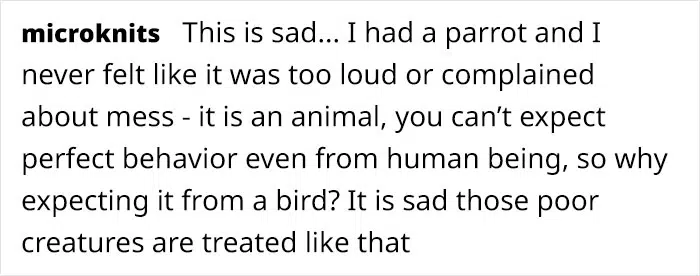 microknits This is sad... I had a parrot and I
never felt like it was too loud or complained
about mess - it is an animal, you can’t expect
perfect behavior even from human being, so why
expecting it from a bird? It is sad those poor
creatures are treated like that